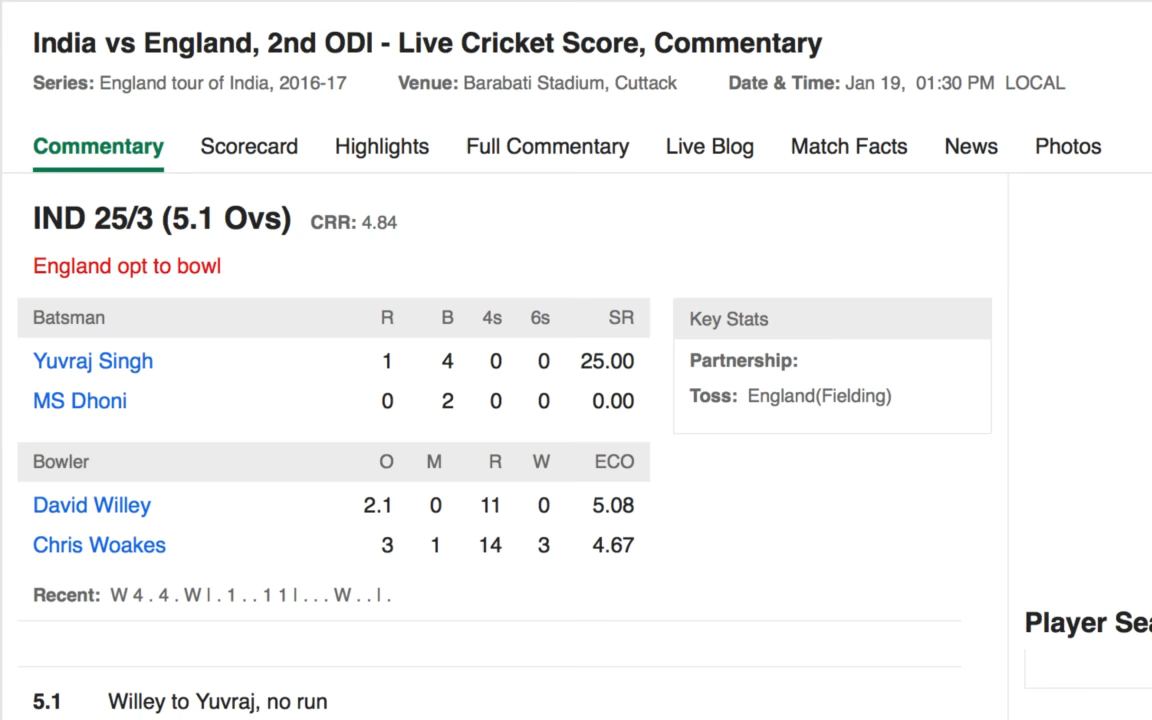 India vs England, 2nd ODI - Live Cricket Score, Commentary
Series: England tour of India, 2016-17 Venue: Barabati Stadium, Cuttack Date & Time: Jan 19, 01:30 PM LOCAL
Commentary Scorecard Highlights Full Commentary Live Blog Match Facts News Photos
IND 25/3 (5.1 Ovs) CRR: 4.84
England opt to bowl
Batsman R B 4s 6s SR
Yuvraj Singh 1 4 0 0 25.00
MS Dhoni 0 2 0 0 0.00
Key Stats
Partnership:
Toss: England(Fielding)
Bowler O M R W ECO
David Willey 2.1 0 11 0 5.08
Chris Woakes 3 1 14 3 4.67
Recent: W 4 . 4 . W | . 1 . . 1 1 | . . . W . . | .
Player Sea
5.1 Willey to Yuvraj, no run